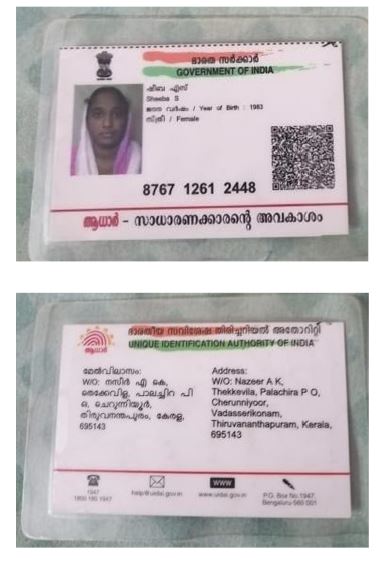 ഭാരത സർക്കാർ
GOVERNMENT OF INDIA
ഷീബ എസ്
Sheeba S
ജനന വർഷം / Year of Birth : 1983
സ്ത്രീ / Female
8767 1261 2448
ആധാർ - സാധാരണക്കാരന്റെ അവകാശം
ഭാരതീയ സവിശേഷ തിരിച്ചറിയൽ അതോറിറ്റി
UNIQUE IDENTIFICATION AUTHORITY OF INDIA
ആധാർ
മേൽവിലാസം:
W/O: നസീർ എ കെ,
തെക്കേവിള, പാലച്ചിറ പി
ഒ, ചെറുന്നിയൂർ,
തിരുവനന്തപുരം, കേരള,
695143
Address:
W/O: Nazeer A K,
Thekkevila, Palachira P O,
Cherunniyoor,
Vadasserikonam,
Thiruvananthapuram, Kerala,
695143
1947
1800 180 1947
help@uidai.gov.in
WWW
www.uidai.gov.in
P.O. Box No.1947,
Bengaluru-560 001